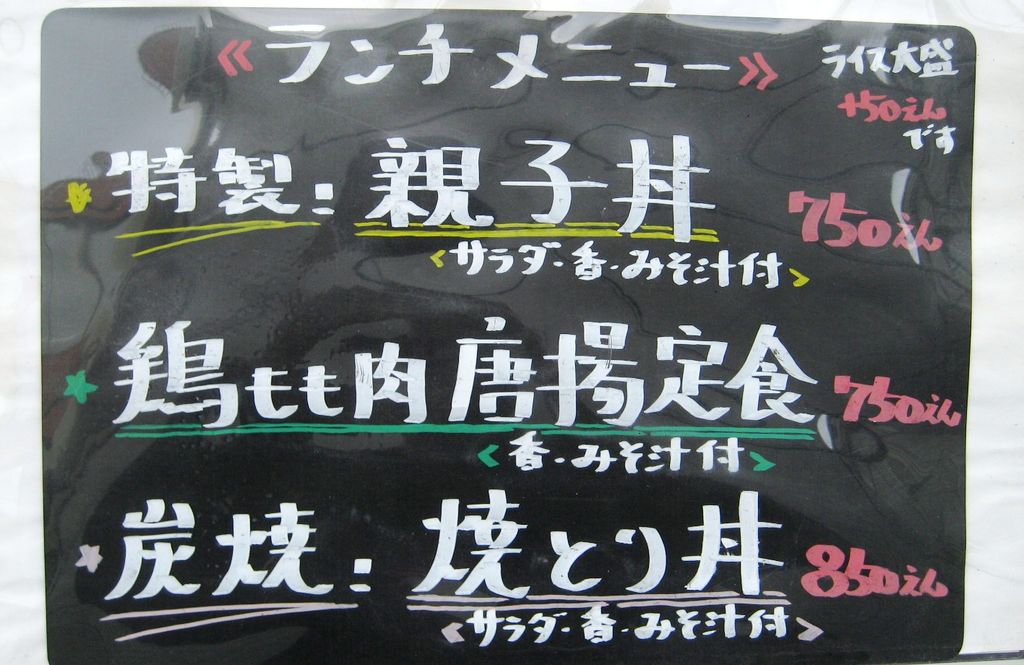 《ランチメニュー》
ライス大盛
+50えん
です
特製:親子丼 750えん
<サラダ・香・みそ汁付>
鶏もも肉唐揚定食 750えん
<香・みそ汁付>
炭焼:焼とり丼 850えん
<サラダ・香・みそ汁付>